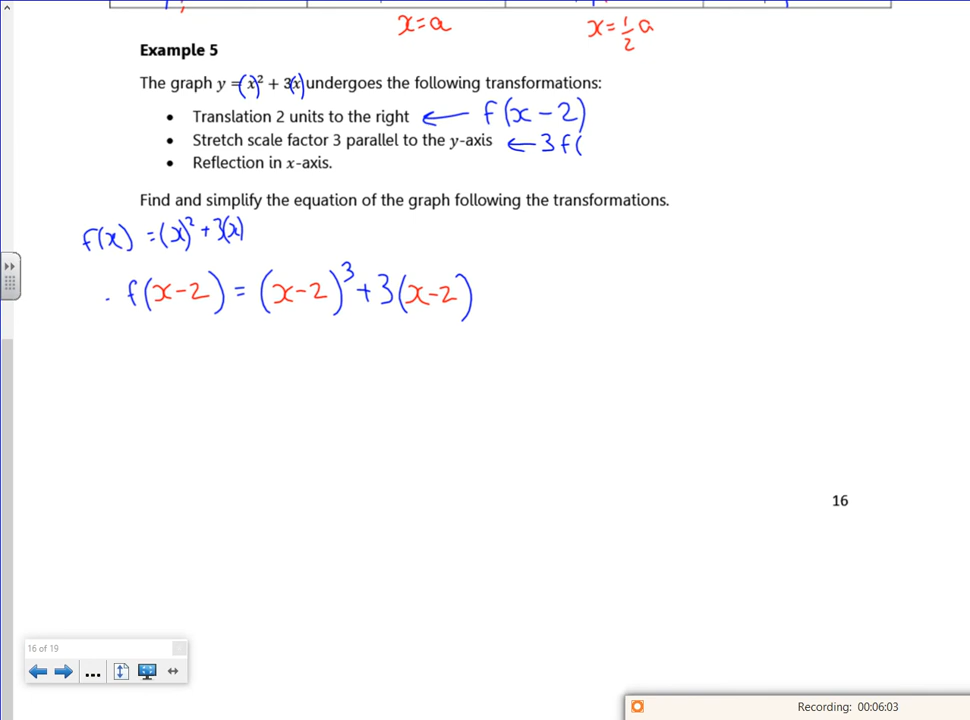 x=a
x=½a
Example 5
The graph y =(x)² + 3(x) undergoes the following transformations:
• Translation 2 units to the right ← f(x-2)
• Stretch scale factor 3 parallel to the y-axis ← 3f(
• Reflection in x-axis.
Find and simplify the equation of the graph following the transformations.
f(x) =(x)²+3(x)
. f(x-2) = (x-2)³+3(x-2)
16
16 of 19
...
Recording: 00:06:03